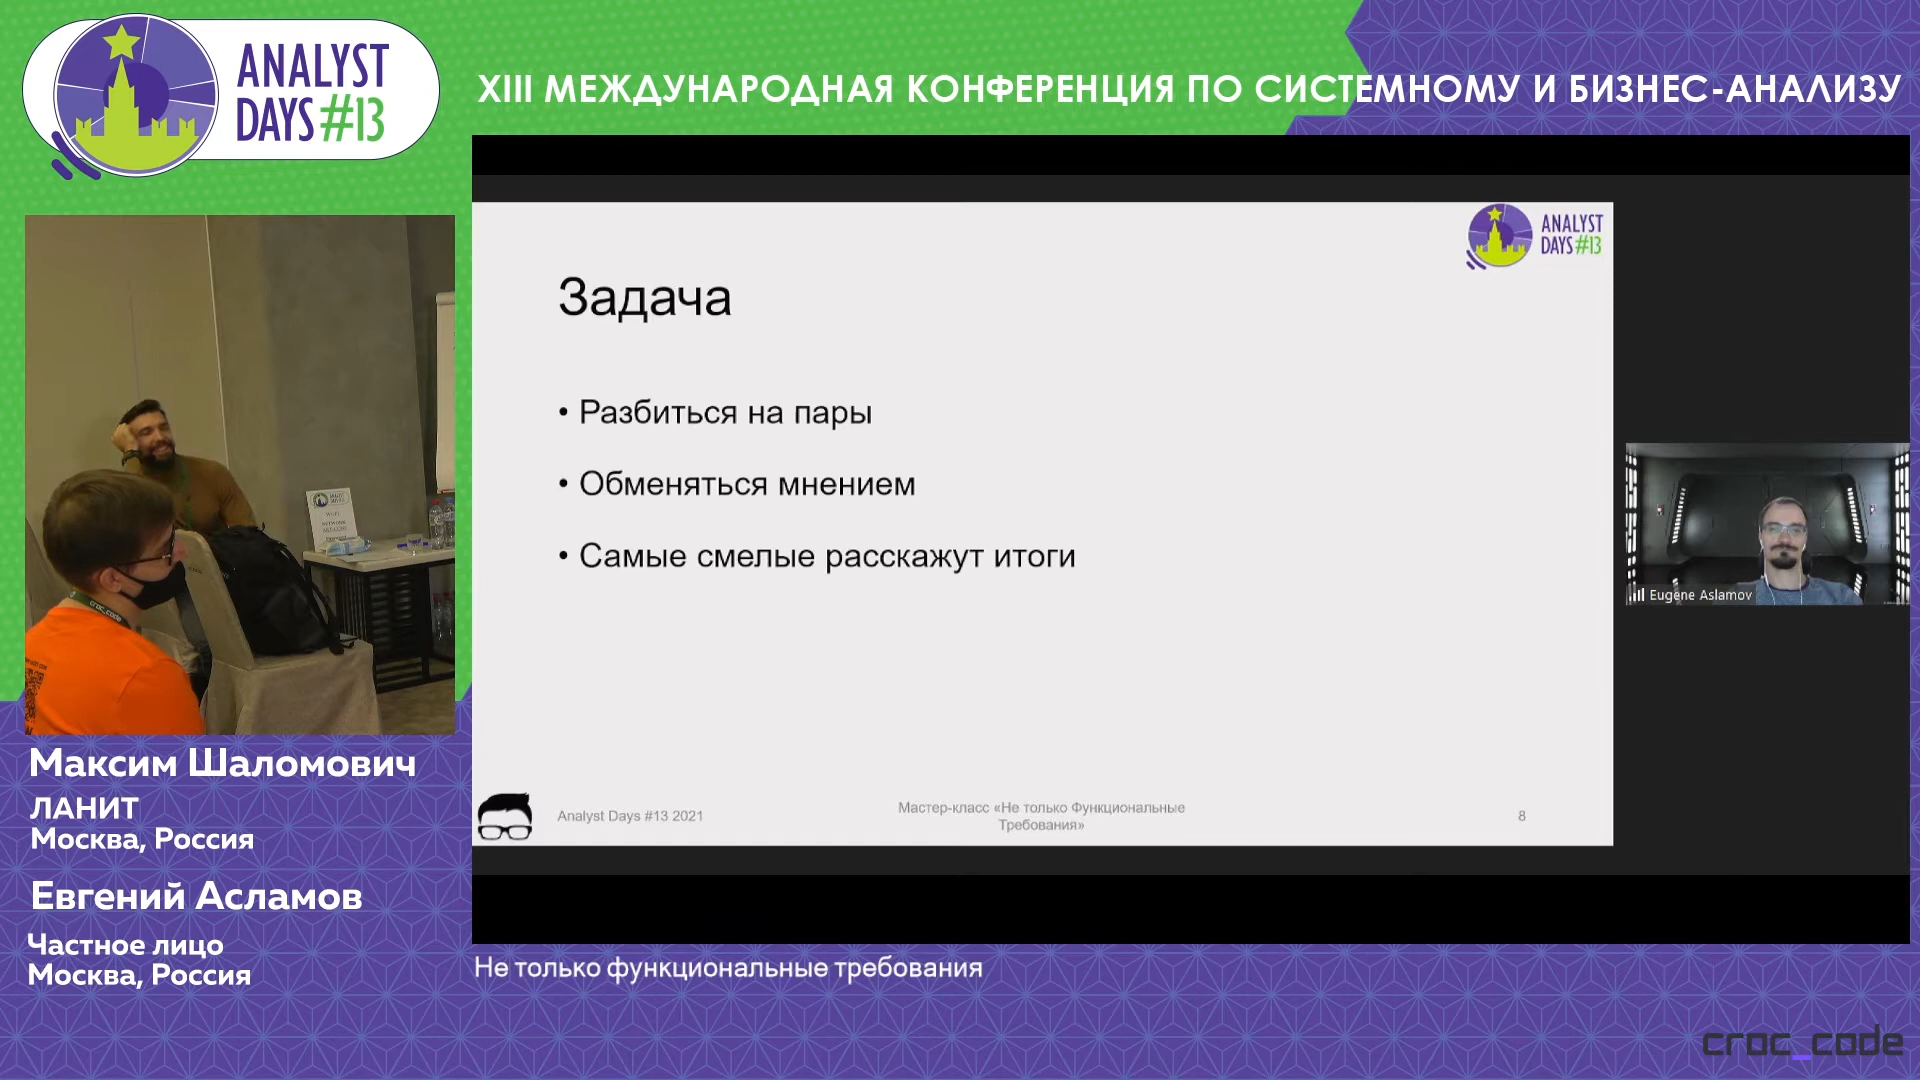 ANALYST
DAYS #13
XIII МЕЖДУНАРОДНАЯ КОНФЕРЕНЦИЯ ПО СИСТЕМНОМУ И БИЗНЕС-АНАЛИЗУ
ANALYST
DAYS #13
Задача
• Разбиться на пары
• Обменяться мнением
• Самые смелые расскажут итоги
Analyst Days #13 2021
Мастер-класс «Не только Функциональные
Требования»
8
Eugene Aslamov
croc_code
Максим Шаломович
ЛАНИТ
Москва, Россия
Евгений Асламов
Частное лицо
Москва, Россия
Не только функциональные требования
croc_code